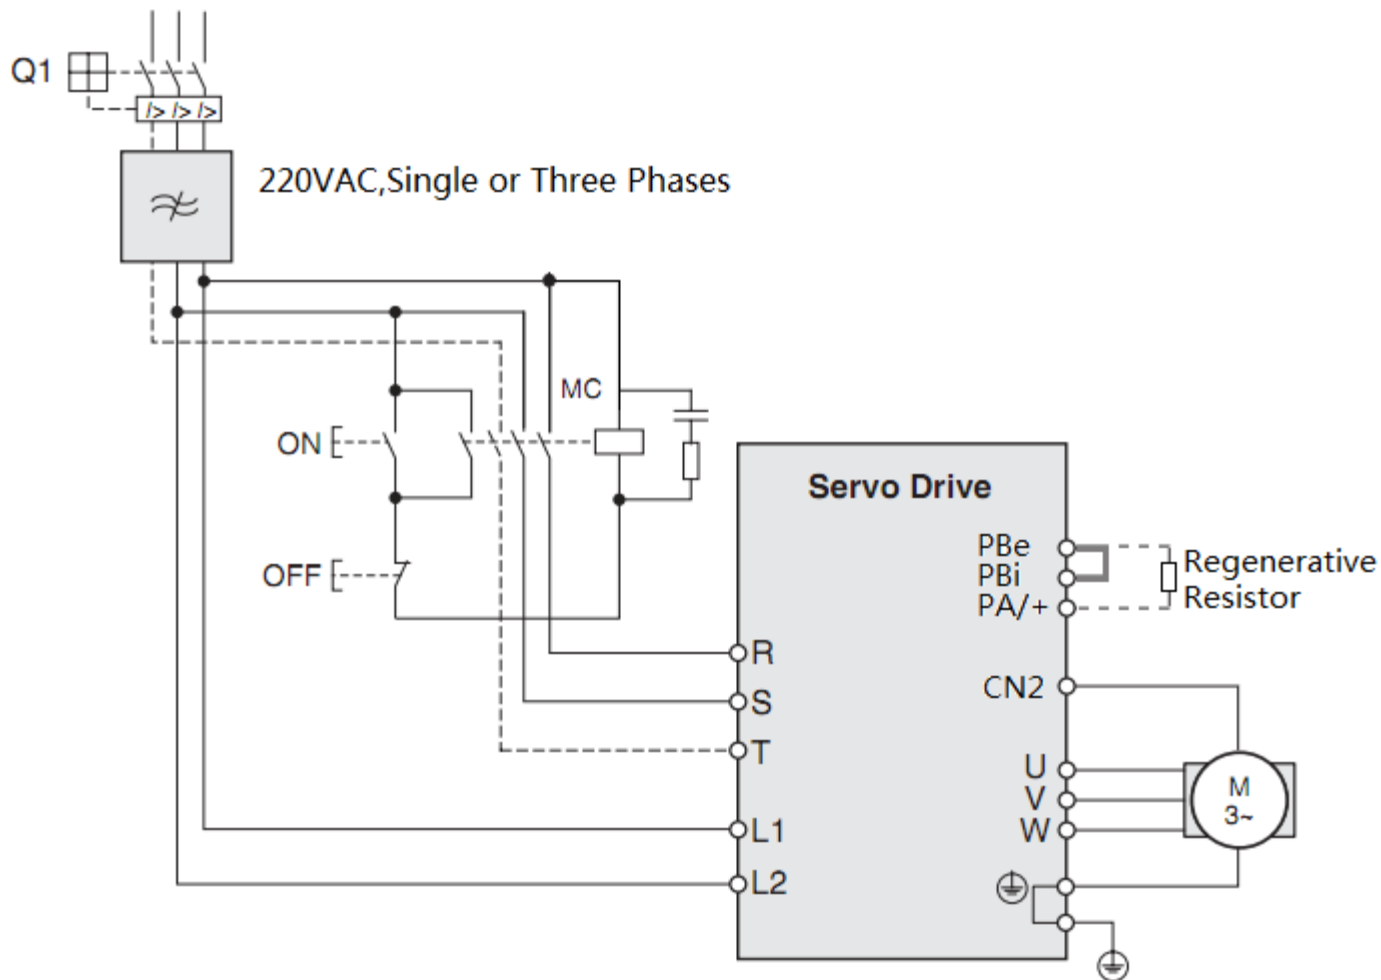 Q1
I> I> I>
220VAC,Single or Three Phases
MC
ON
OFF
Servo Drive
PBe
PBi
PA/+
Regenerative
Resistor
R
S
T
L1
L2
CN2
U
V
W
M
3~